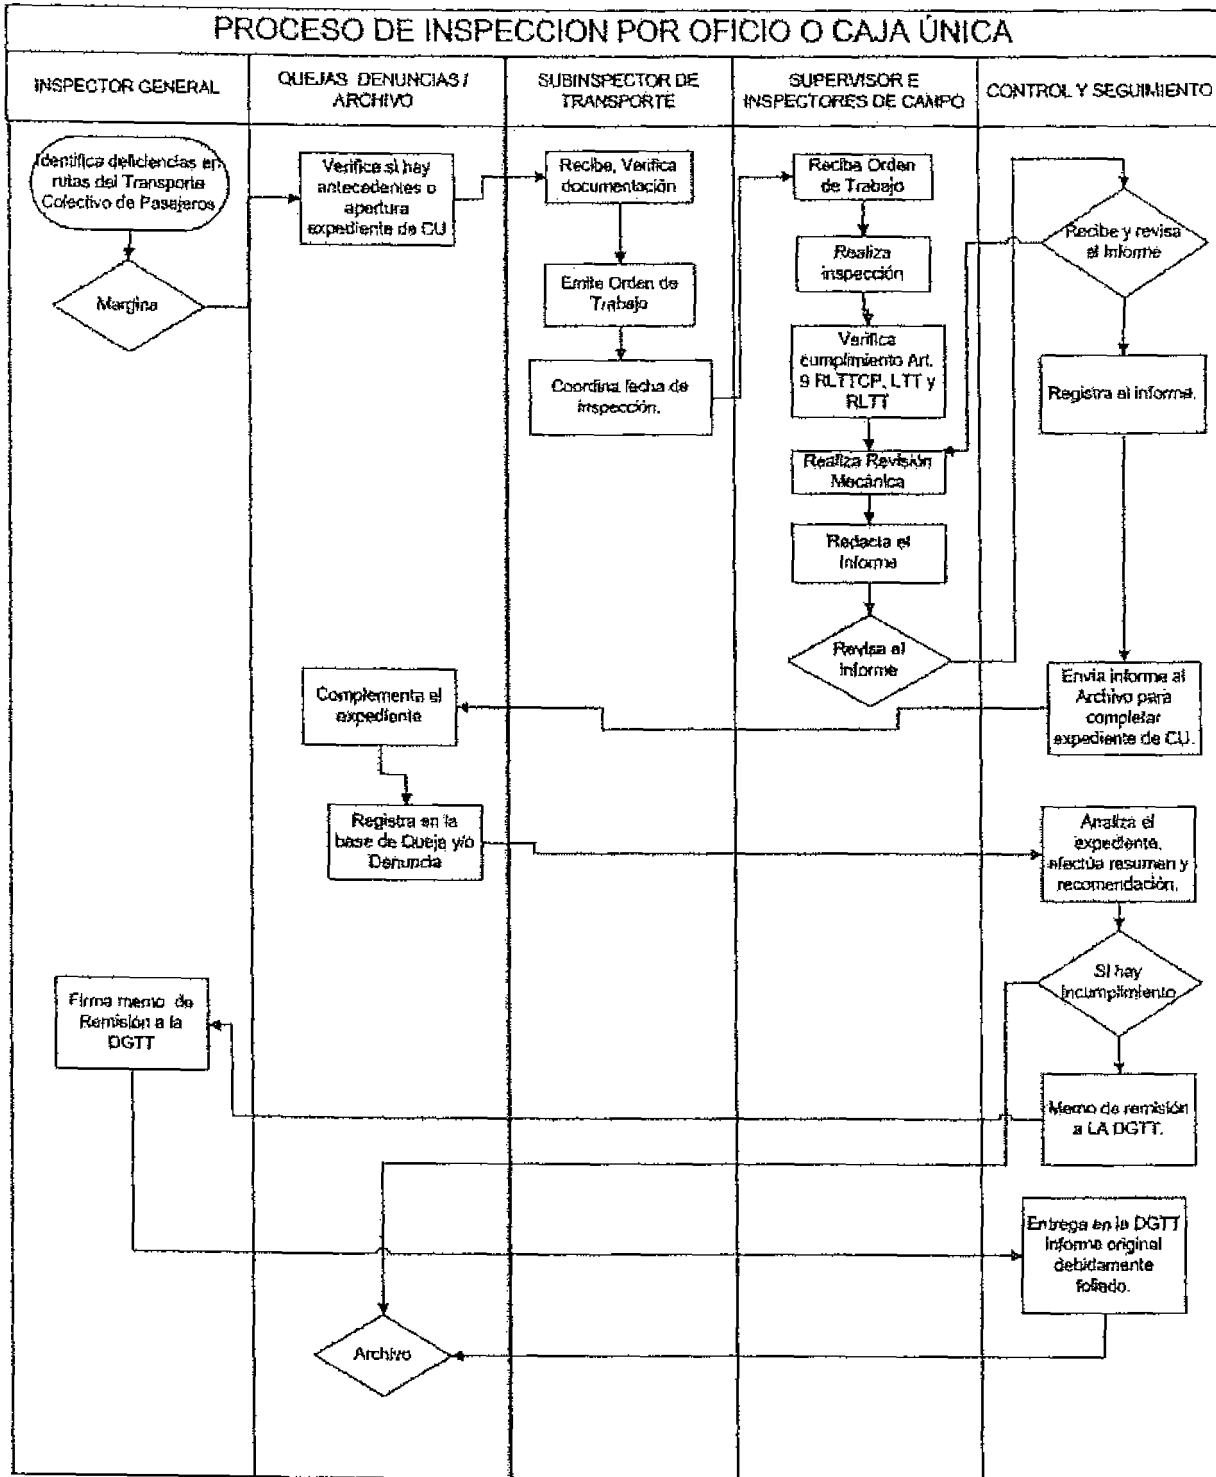 PROCESO DE INSPECCION POR OFICIO O CAJA ÚNICA
INSPECTOR GENERAL
QUEJAS DENUNCIAS /
ARCHIVO
SUBINSPECTOR DE
TRANSPORTE
SUPERVISOR E
INSPECTORES DE CAMPO
CONTROL Y SEGUIMIENTO
Identifica deficiencias en
rutas del Transporte
Colectivo de Pasajeros
Margina
Verifica si hay
antecedentes o
apertura
expediente de CU
Recibe, Verifica
documentación
Emite Orden de
Trabajo
Coordina fecha de
inspección.
Recibe Orden
de Trabajo
Realiza
inspección
Verifica
cumplimiento Art.
9 RLTTCP, LTT y
RLTT
Realiza Revisión
Mecánica
Redacta el
Informe
Revisa el
Informe
Recibe y revisa
el Informe
Registra el informe.
Envía informe al
Archivo para
completar
expediente de CU.
Complementa el
expediente
Registra en la
base de Queja y/o
Denuncia
Analiza el
expediente,
efectúa resumen y
recomendación.
Si hay
incumplimiento
Memo de remisión
a LA DGTT.
Firma memo de
Remisión a la
DGTT
Entrega en la DGTT
Informe original
debidamente
foliado.
Archivo